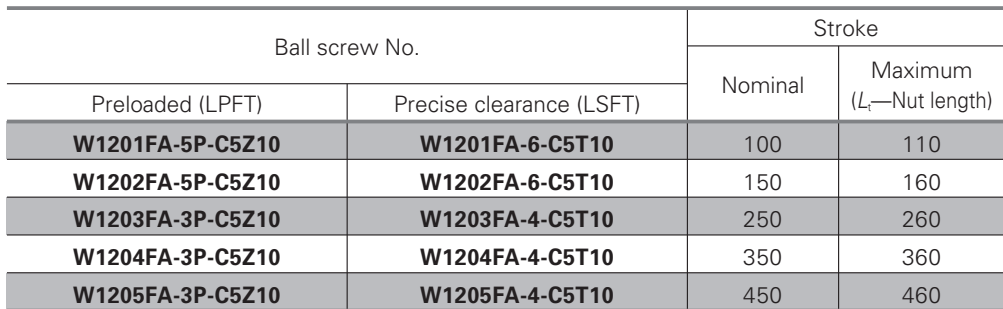 Ball screw No. Stroke
Preloaded (LPFT) Precise clearance (LSFT) Nominal Maximum
(Lt—Nut length)
W1201FA-5P-C5Z10 W1201FA-6-C5T10 100 110
W1202FA-5P-C5Z10 W1202FA-6-C5T10 150 160
W1203FA-3P-C5Z10 W1203FA-4-C5T10 250 260
W1204FA-3P-C5Z10 W1204FA-4-C5T10 350 360
W1205FA-3P-C5Z10 W1205FA-4-C5T10 450 460